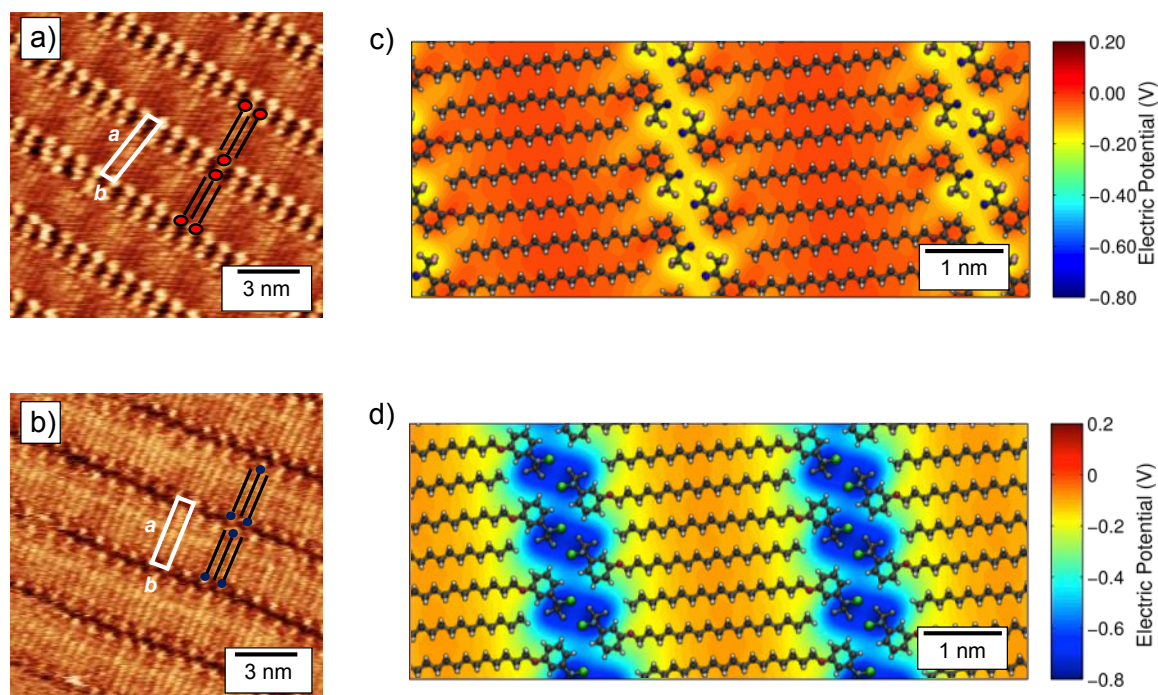 a)
a
b
3 nm
c)
1 nm
0.20
0.00
−0.20
−0.40
−0.60
−0.80
Electric Potential (V)
b)
a
b
3 nm
d)
1 nm
0.2
0
−0.2
−0.4
−0.6
−0.8
Electric Potential (V)